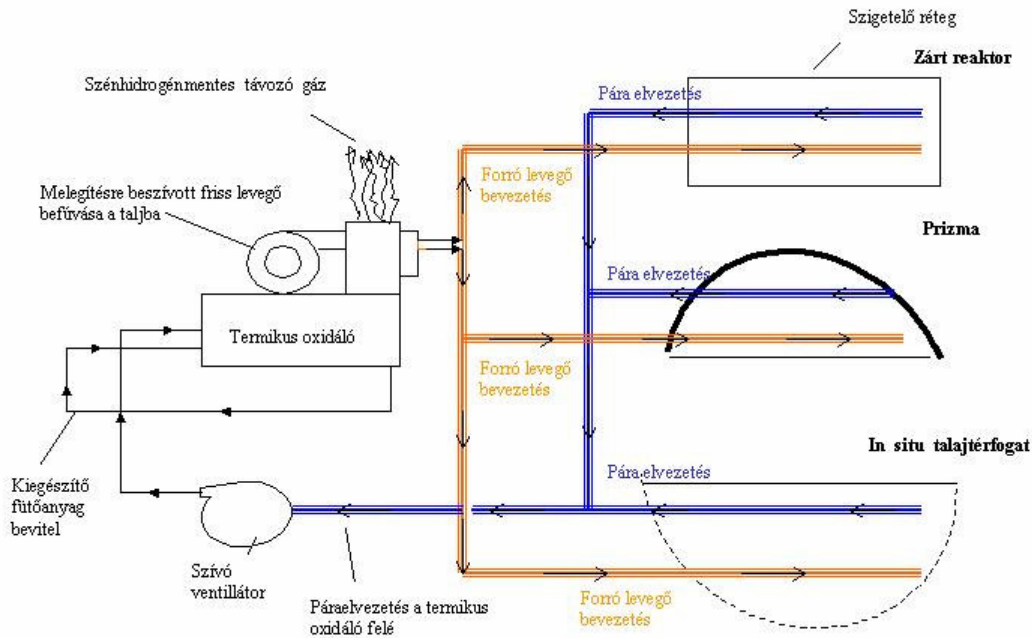 Szigetelő réteg
Zárt reaktor
Szénhidrogénmentes távozó gáz
Pára elvezetés
Forró levegő
bevezetés
Melegítésre beszívott friss levegő
befúvása a taljba
Prizma
Pára elvezetés
Termikus oxidáló
Forró levegő
bevezetés
In situ talajtérfogat
Pára elvezetés
Kiegészítő
fűtőanyag
bevitel
Szívó
ventillátor
Páraelvezetés a termikus
oxidáló felé
Forró levegő
bevezetés